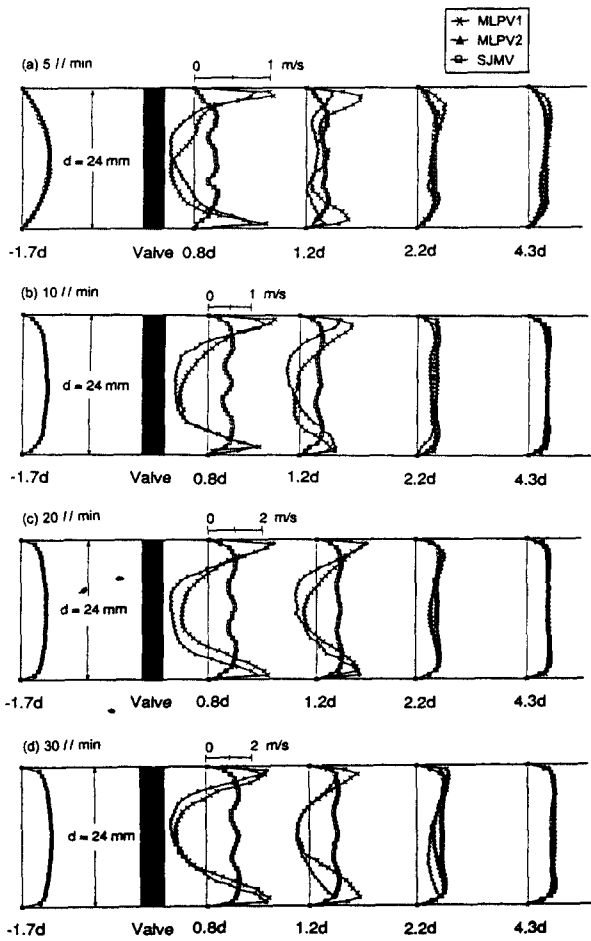 MLPV1
MLPV2
SJMV
(a) 5 l/ min
0 1 m/s
d = 24 mm
-1.7d Valve 0.8d 1.2d 2.2d 4.3d
(b) 10 l/ min
0 1 m/s
d = 24 mm
-1.7d Valve 0.8d 1.2d 2.2d 4.3d
(c) 20 l/ min
0 2 m/s
d = 24 mm
-1.7d Valve 0.8d 1.2d 2.2d 4.3d
(d) 30 l/ min
0 2 m/s
d = 24 mm
-1.7d Valve 0.8d 1.2d 2.2d 4.3d